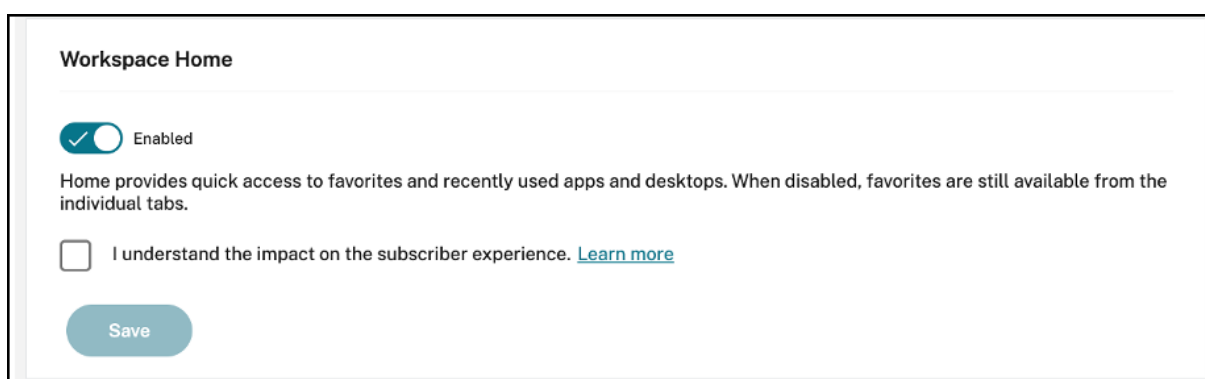 Workspace Home
Enabled
Home provides quick access to favorites and recently used apps and desktops. When disabled, favorites are still available from the
individual tabs.
I understand the impact on the subscriber experience. Learn more
Save